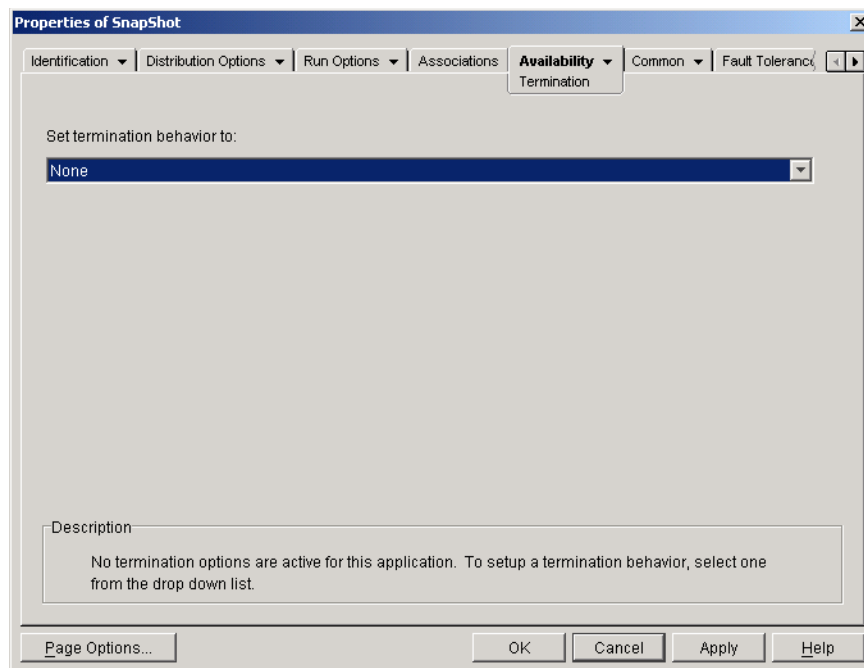 Properties of SnapShot
Identification Distribution Options Run Options Associations Availability Common Fault Toleranc
Termination
Set termination behavior to:
None
Description
No termination options are active for this application. To setup a termination behavior, select one
from the drop down list.
Page Options... OK Cancel Apply Help